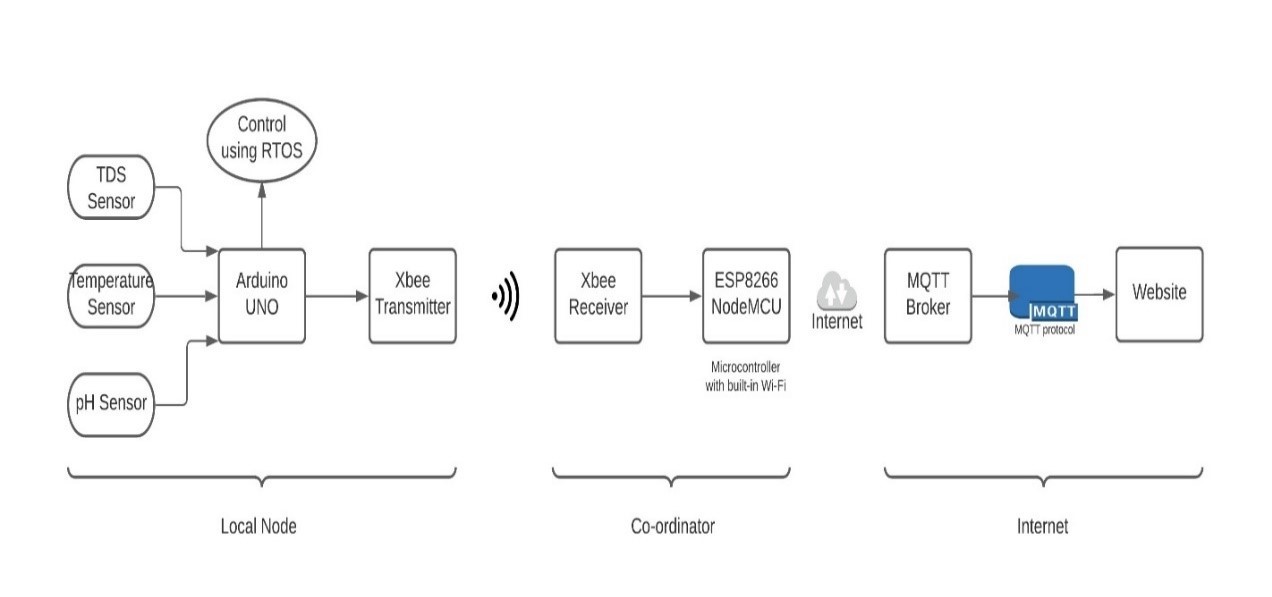 Control
using RTOS
TDS
Sensor
Temperature
Sensor
pH Sensor
Arduino
UNO
Xbee
Transmitter
Xbee
Receiver
ESP8266
NodeMCU
Microcontroller
with built-in Wi-Fi
Internet
MQTT
Broker
MQTT
MQTT protocol
Website
Local Node
Co-ordinator
Internet